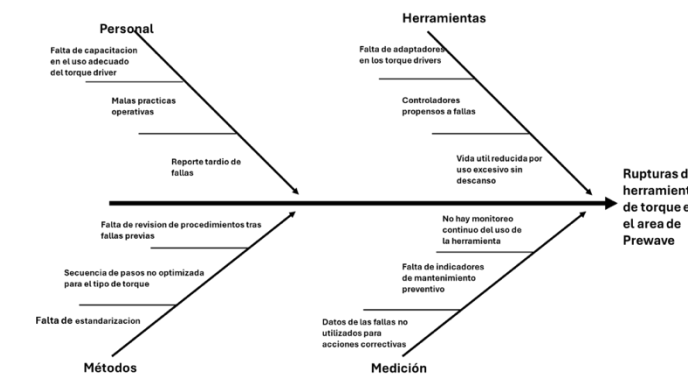 Personal
Falta de capacitacion
en el uso adecuado
del torque driver
Malas practicas
operativas
Reporte tardio de
fallas
Herramientas
Falta de adaptadores
en los torque drivers
Controladores
propensos a fallas
Vida util reducida por
uso excesivo sin
descanso
Rupturas d
herramient
de torque e
el area de
Prewave
Falta de revision de procedimientos tras
fallas previas
Secuencia de pasos no optimizada
para el tipo de torque
Falta de estandarizacion
Métodos
No hay monitoreo
continuo del uso de
la herramienta
Falta de indicadores
de mantenimiento
preventivo
Datos de las fallas no
utilizados para
acciones correctivas
Medición